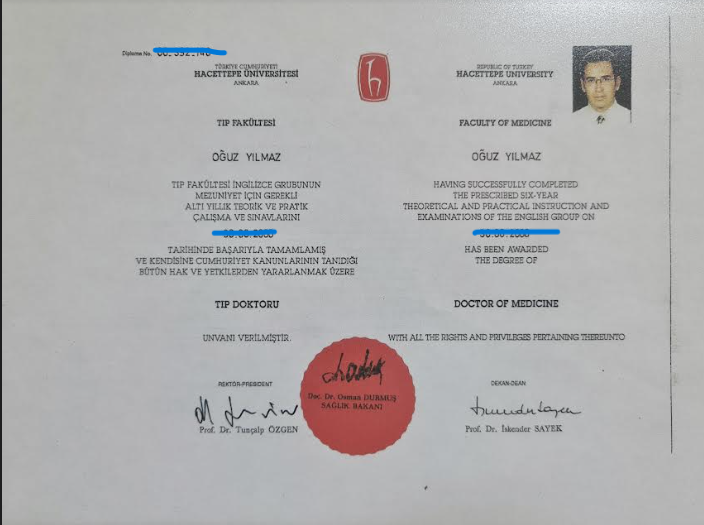 Diploma No.
TÜRKİYE CUMHURİYETİ
HACETTEPE ÜNİVERSİTESİ
ANKARA
TIP FAKÜLTESİ
OĞUZ YILMAZ
TIP FAKÜLTESİ İNGİLİZCE GRUBUNUN
MEZUNİYET İÇİN GEREKLİ
ALTI YILLIK TEORİK VE PRATİK
ÇALIŞMA VE SINAVLARINI
TARİHİNDE BAŞARIYLA TAMAMLAMIŞ
VE KENDİSİNE CUMHURİYET KANUNLARININ TANIDIĞI
BÜTÜN HAK VE YETKİLERDEN YARARLANMAK ÜZERE
TIP DOKTORU
UNVANI VERİLMİŞTİR.
REKTÖR-PRESIDENT
Prof. Dr. Tunçalp ÖZGEN
REPUBLIC OF TURKEY
HACETTEPE UNIVERSITY
ANKARA
FACULTY OF MEDICINE
OĞUZ YILMAZ
HAVING SUCCESSFULLY COMPLETED
THE PRESCRIBED SIX-YEAR
THEORETICAL AND PRACTICAL INSTRUCTION AND
EXAMINATIONS OF THE ENGLISH GROUP ON
HAS BEEN AWARDED
THE DEGREE OF
DOCTOR OF MEDICINE
WITH ALL THE RIGHTS AND PRIVILEGES PERTAINING THEREUNTO
Doç. Dr. Osman DURMUŞ
SAĞLIK BAKANI
DEKAN-DEAN
Prof. Dr. İskender SAYEK